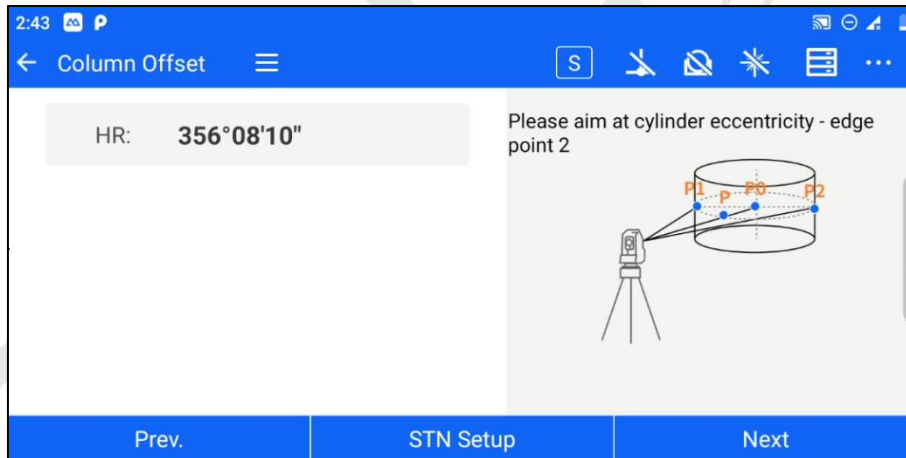 2:43
Column Offset
S
HR: 356°08'10"
Please aim at cylinder eccentricity - edge
point 2
P1 P P0 P2
Prev. STN Setup Next